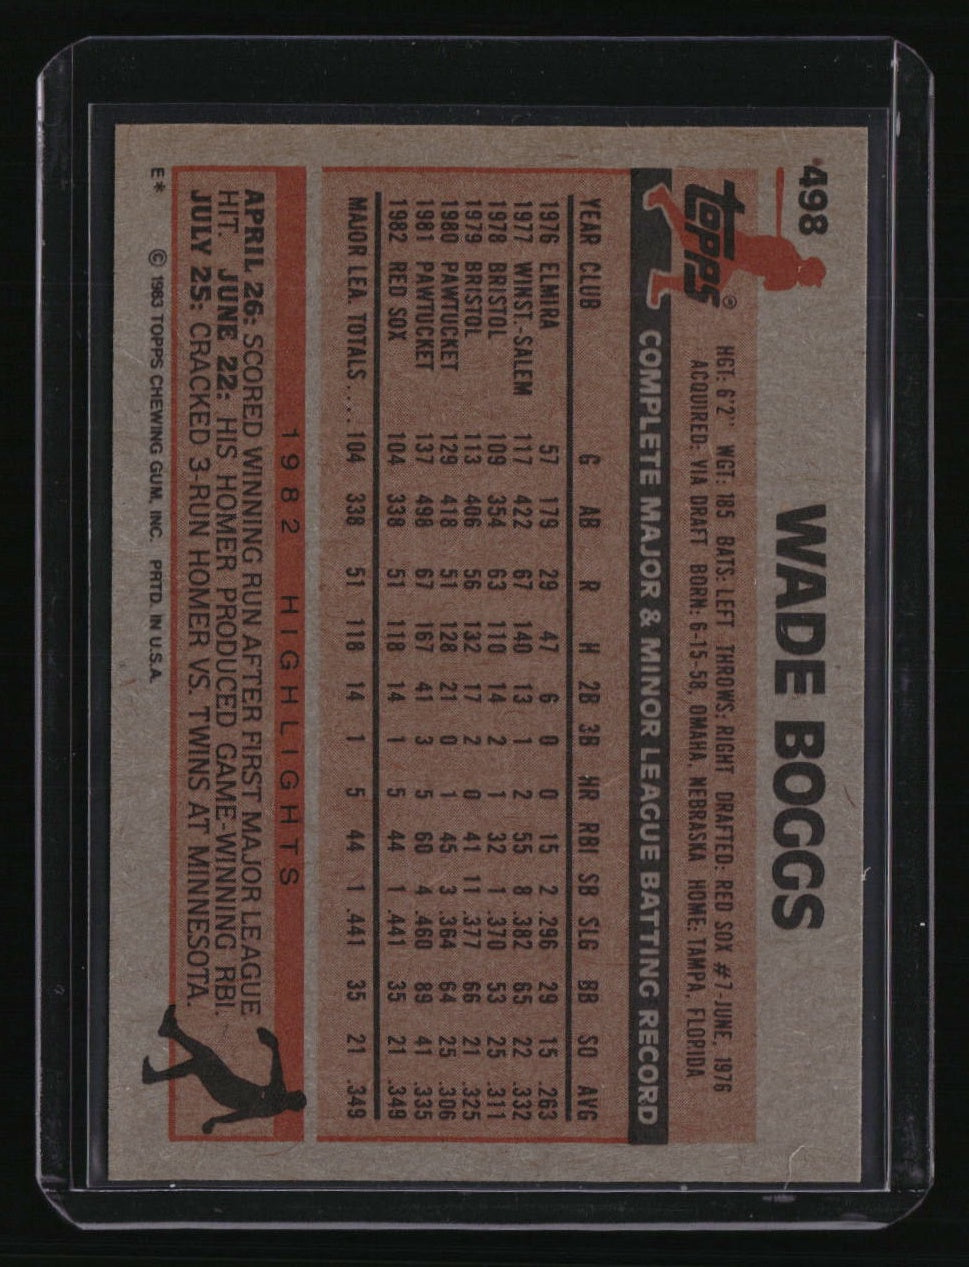 498
WADE BOGGS
TOPPS®
HGT: 6'2" WGT: 185 BATS: LEFT THROWS: RIGHT DRAFTED: RED SOX #7-JUNE, 1976
ACQUIRED: VIA DRAFT BORN: 6-15-58, OMAHA, NEBRASKA HOME: TAMPA, FLORIDA
COMPLETE MAJOR & MINOR LEAGUE BATTING RECORD
YEAR CLUB G AB R H 2B 3B HR RBI SB SLG BB SO AVG
1976 ELMIRA 57 179 29 47 6 0 0 15 2 .296 29 15 .263
1977 WINST.-SALEM 117 422 67 140 13 1 2 55 8 .382 65 22 .332
1978 BRISTOL 109 354 63 110 14 2 1 32 1 .370 53 25 .311
1979 BRISTOL 113 406 56 132 17 2 0 41 11 .377 66 21 .325
1980 PAWTUCKET 129 418 51 128 21 0 1 45 3 .364 64 25 .306
1981 PAWTUCKET 137 498 67 167 41 3 5 60 4 .460 89 41 .335
1982 RED SOX 104 338 51 118 14 1 5 44 1 .441 35 21 .349
MAJOR LEA. TOTALS.... 104 338 51 118 14 1 5 44 1 .441 35 21 .349
1982 HIGHLIGHTS
APRIL 26: SCORED WINNING RUN AFTER FIRST MAJOR LEAGUE
HIT. JUNE 22: HIS HOMER PRODUCED GAME-WINNING RBI.
JULY 25: CRACKED 3-RUN HOMER VS. TWINS AT MINNESOTA.
E* © 1983 TOPPS CHEWING GUM, INC. PRTD. IN U.S.A.